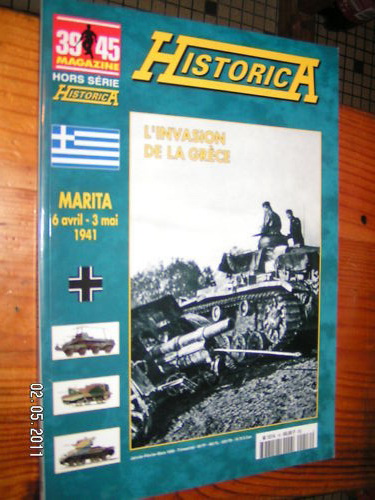 39 45
MAGAZINE
HORS SÉRIE
HISTORICA
HISTORICA
L'INVASION
DE LA GRÈCE
MARITA
6 avril - 3 mai
1941
02.05.2011